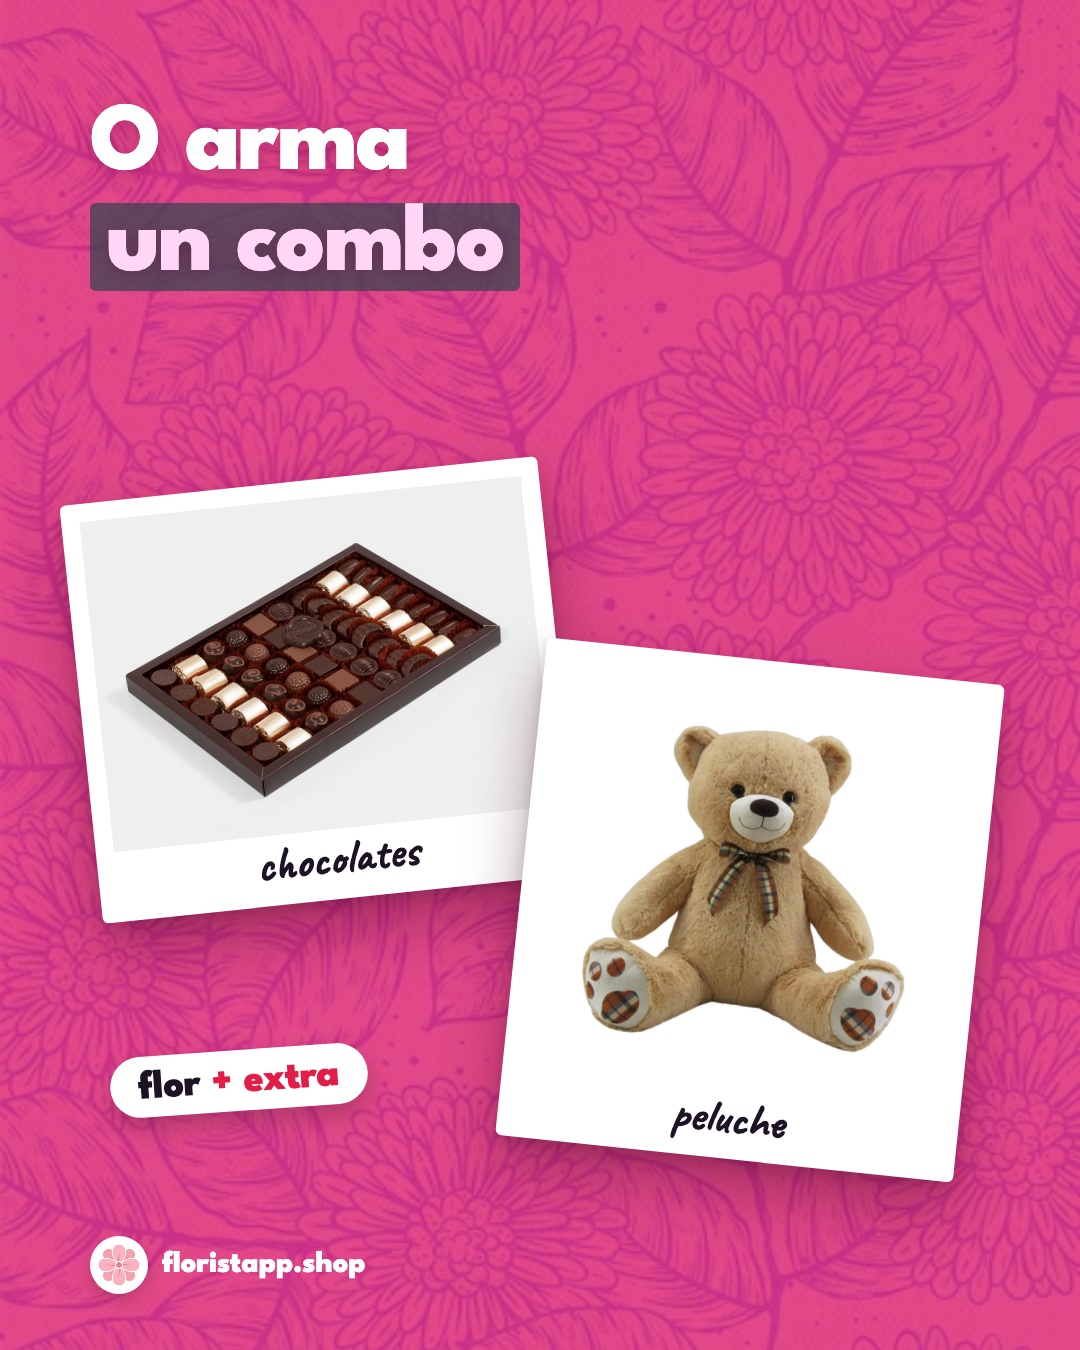 O arma
un combo
chocolates
peluche
flor + extra
floristapp.shop